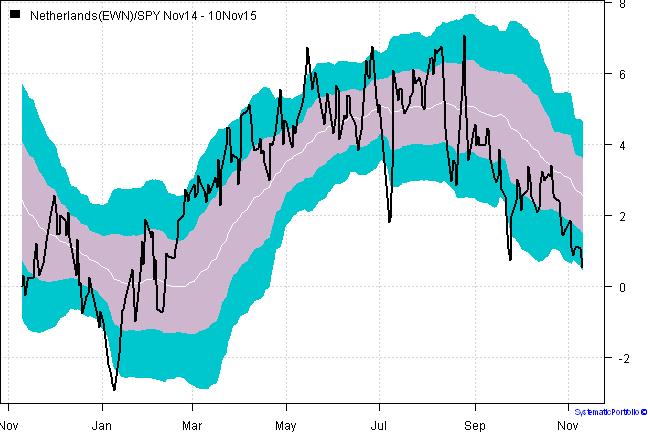 Netherlands(EWN)/SPY Nov14 - 10Nov15
8
6
4
2
0
-2
Nov Jan Mar May Jul Sep Nov
SystematicPortfolio ©